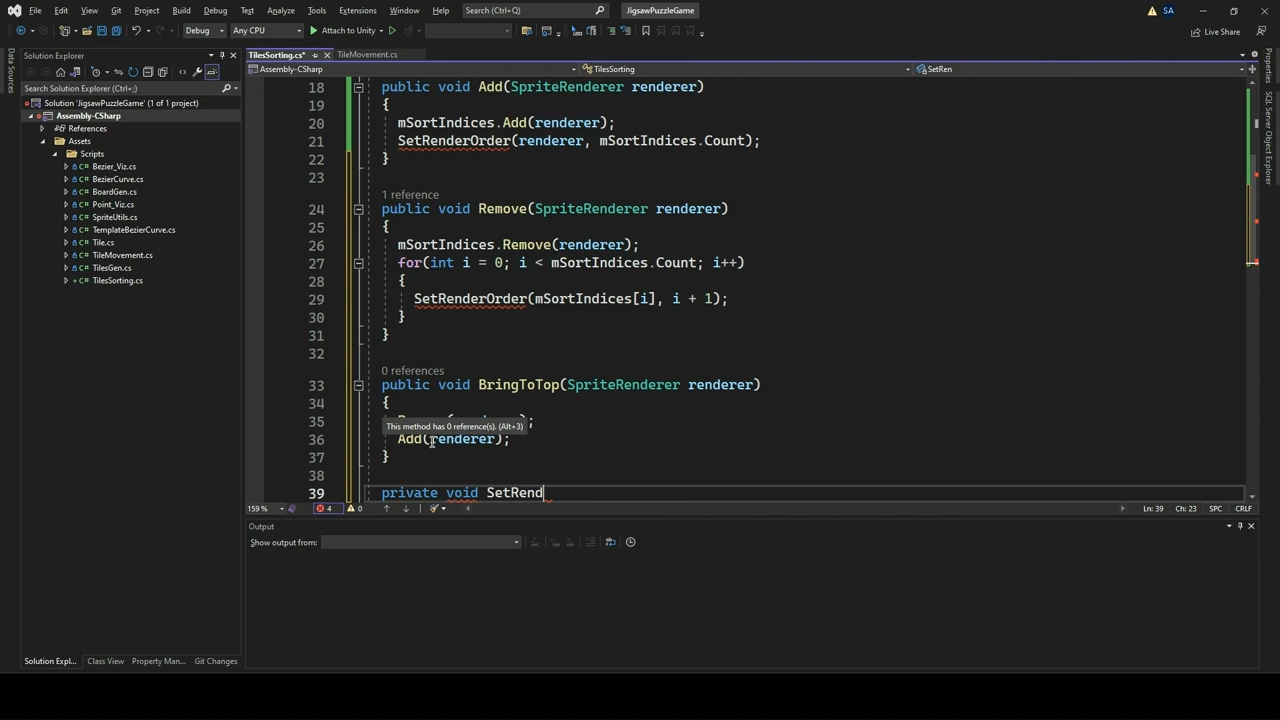 File Edit View Git Project Build Debug Test Analyze Tools Extensions Window Help Search (Ctrl+Q) JigsawPuzzleGame SA
Debug Any CPU Attach to Unity Live Share
Data Sources
Solution Explorer
Search Solution Explorer (Ctrl+;)
Solution 'JigsawPuzzleGame' (1 of 1 project)
Assembly-CSharp
References
Assets
Scripts
Bezier_Viz.cs
BezierCurve.cs
BoardGen.cs
Point_Viz.cs
SpriteUtils.cs
TemplateBezierCurve.cs
Tile.cs
TileMovement.cs
TilesGen.cs
TilesSorting.cs
Solution Expl... Class View Property Man... Git Changes
TilesSorting.cs* TileMovement.cs
Assembly-CSharp TilesSorting SetRen
18 public void Add(SpriteRenderer renderer)
19 {
20 mSortIndices.Add(renderer);
21 SetRenderOrder(renderer, mSortIndices.Count);
22 }
23
1 reference
24 public void Remove(SpriteRenderer renderer)
25 {
26 mSortIndices.Remove(renderer);
27 for(int i = 0; i < mSortIndices.Count; i++)
28 {
29 SetRenderOrder(mSortIndices[i], i + 1);
30 }
31 }
32
0 references
33 public void BringToTop(SpriteRenderer renderer)
34 {
35 );
This method has 0 reference(s). (Alt+3)
36 Add(renderer);
37 }
38
39 private void SetRend
159 % 4 0 Ln: 39 Ch: 23 SPC CRLF
Output
Show output from:
Properties
SQL Server Object Explorer